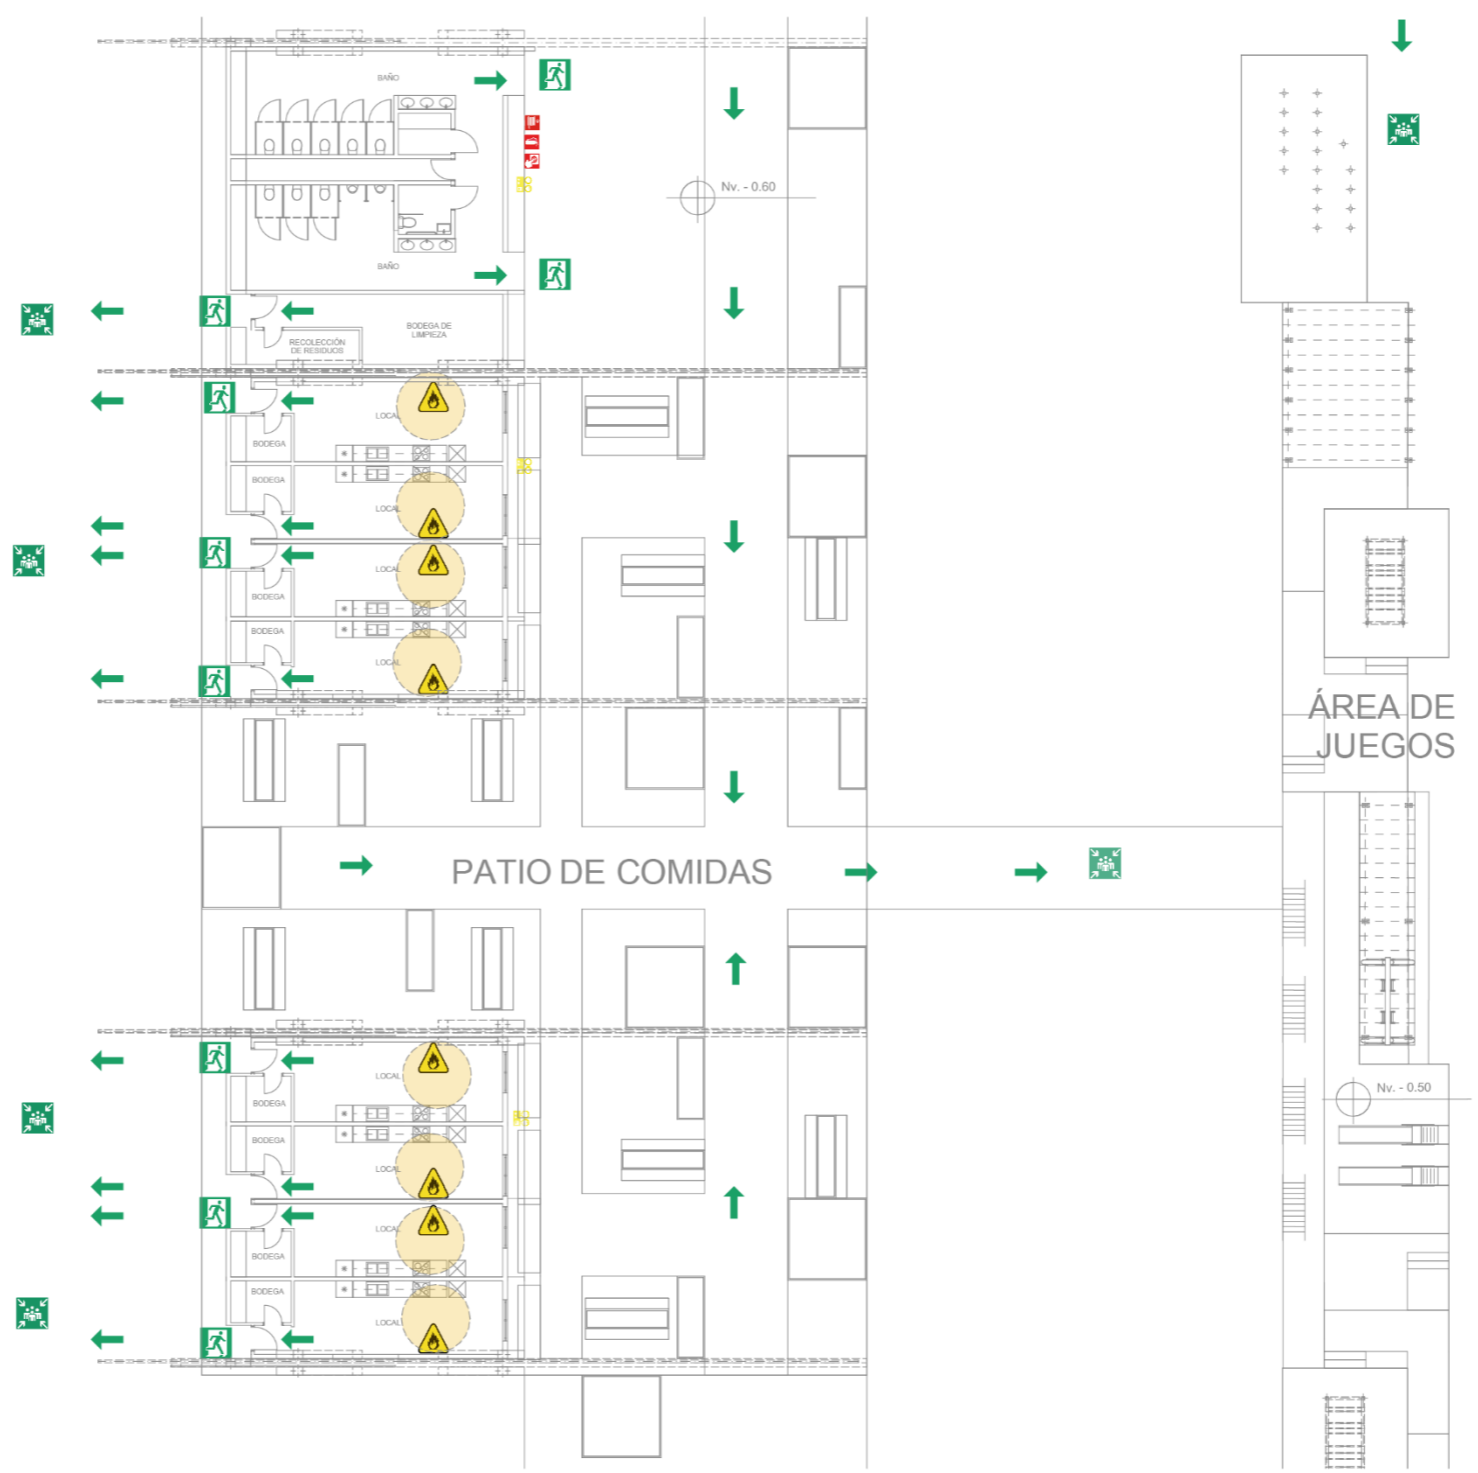 BAÑO
Nv. - 0.60
BAÑO
BODEGA DE
LIMPIEZA
RECOLECCIÓN
DE RESIDUOS
LOCAL
BODEGA
BODEGA
LOCAL
LOCAL
BODEGA
BODEGA
LOCAL
ÁREA DE
JUEGOS
PATIO DE COMIDAS
LOCAL
Nv. - 0.50
BODEGA
BODEGA
LOCAL
LOCAL
BODEGA
BODEGA
LOCAL